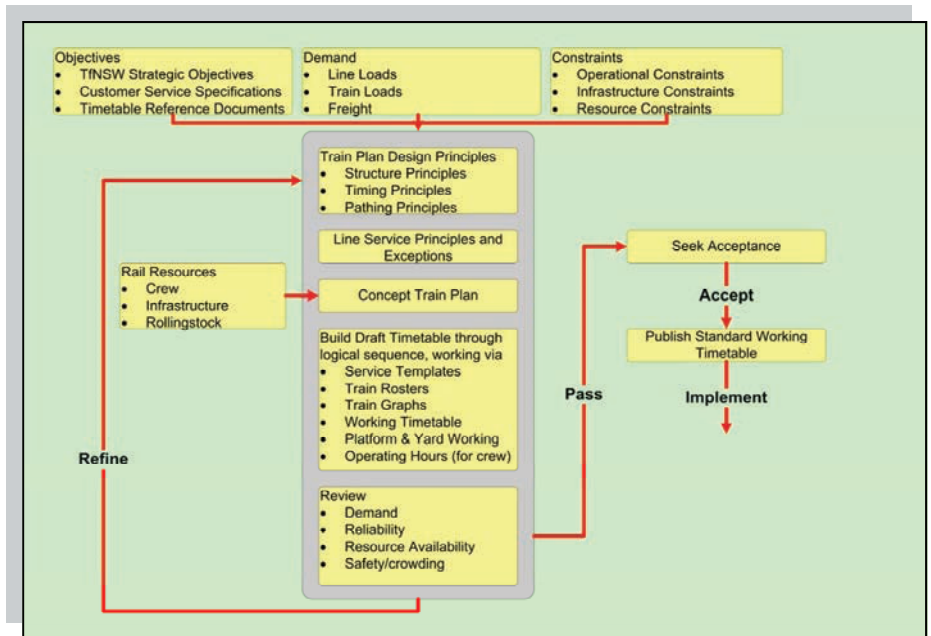 Objectives
• TfNSW Strategic Objectives
• Customer Service Specifications
• Timetable Reference Documents
Demand
• Line Loads
• Train Loads
• Freight
Constraints
• Operational Constraints
• Infrastructure Constraints
• Resource Constraints
Train Plan Design Principles
• Structure Principles
• Timing Principles
• Pathing Principles
Line Service Principles and
Exceptions
Rail Resources
• Crew
• Infrastructure
• Rollingstock
Concept Train Plan
Build Draft Timetable through
logical sequence, working via
• Service Templates
• Train Rosters
• Train Graphs
• Working Timetable
• Platform & Yard Working
• Operating Hours (for crew)
Refine
Review
• Demand
• Reliability
• Resource Availability
• Safety/crowding
Pass
Seek Acceptance
Accept
Publish Standard Working
Timetable
Implement